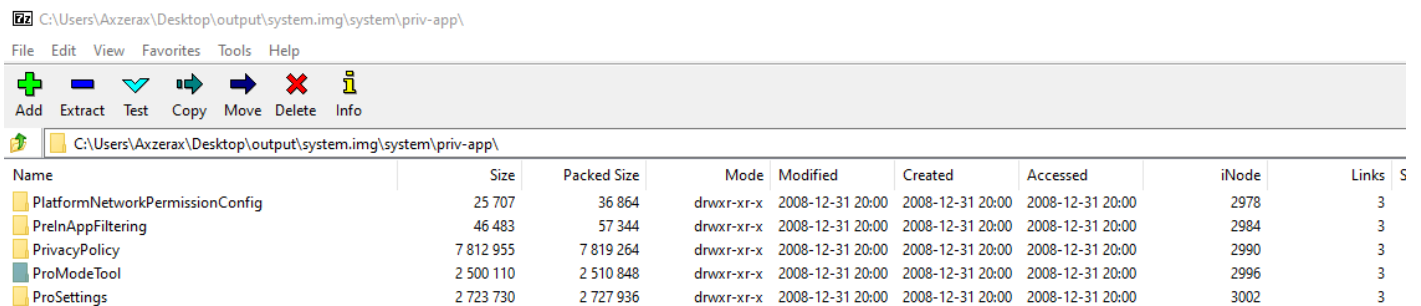 7z C:\Users\Axzerax\Desktop\output\system.img\system\priv-app\
File Edit View Favorites Tools Help
Add Extract Test Copy Move Delete Info
C:\Users\Axzerax\Desktop\output\system.img\system\priv-app\
Name Size Packed Size Mode Modified Created Accessed iNode Links S
PlatformNetworkPermissionConfig 25 707 36 864 drwxr-xr-x 2008-12-31 20:00 2008-12-31 20:00 2008-12-31 20:00 2978 3
PreInAppFiltering 46 483 57 344 drwxr-xr-x 2008-12-31 20:00 2008-12-31 20:00 2008-12-31 20:00 2984 3
PrivacyPolicy 7 812 955 7 819 264 drwxr-xr-x 2008-12-31 20:00 2008-12-31 20:00 2008-12-31 20:00 2990 3
ProModeTool 2 500 110 2 510 848 drwxr-xr-x 2008-12-31 20:00 2008-12-31 20:00 2008-12-31 20:00 2996 3
ProSettings 2 723 730 2 727 936 drwxr-xr-x 2008-12-31 20:00 2008-12-31 20:00 2008-12-31 20:00 3002 3